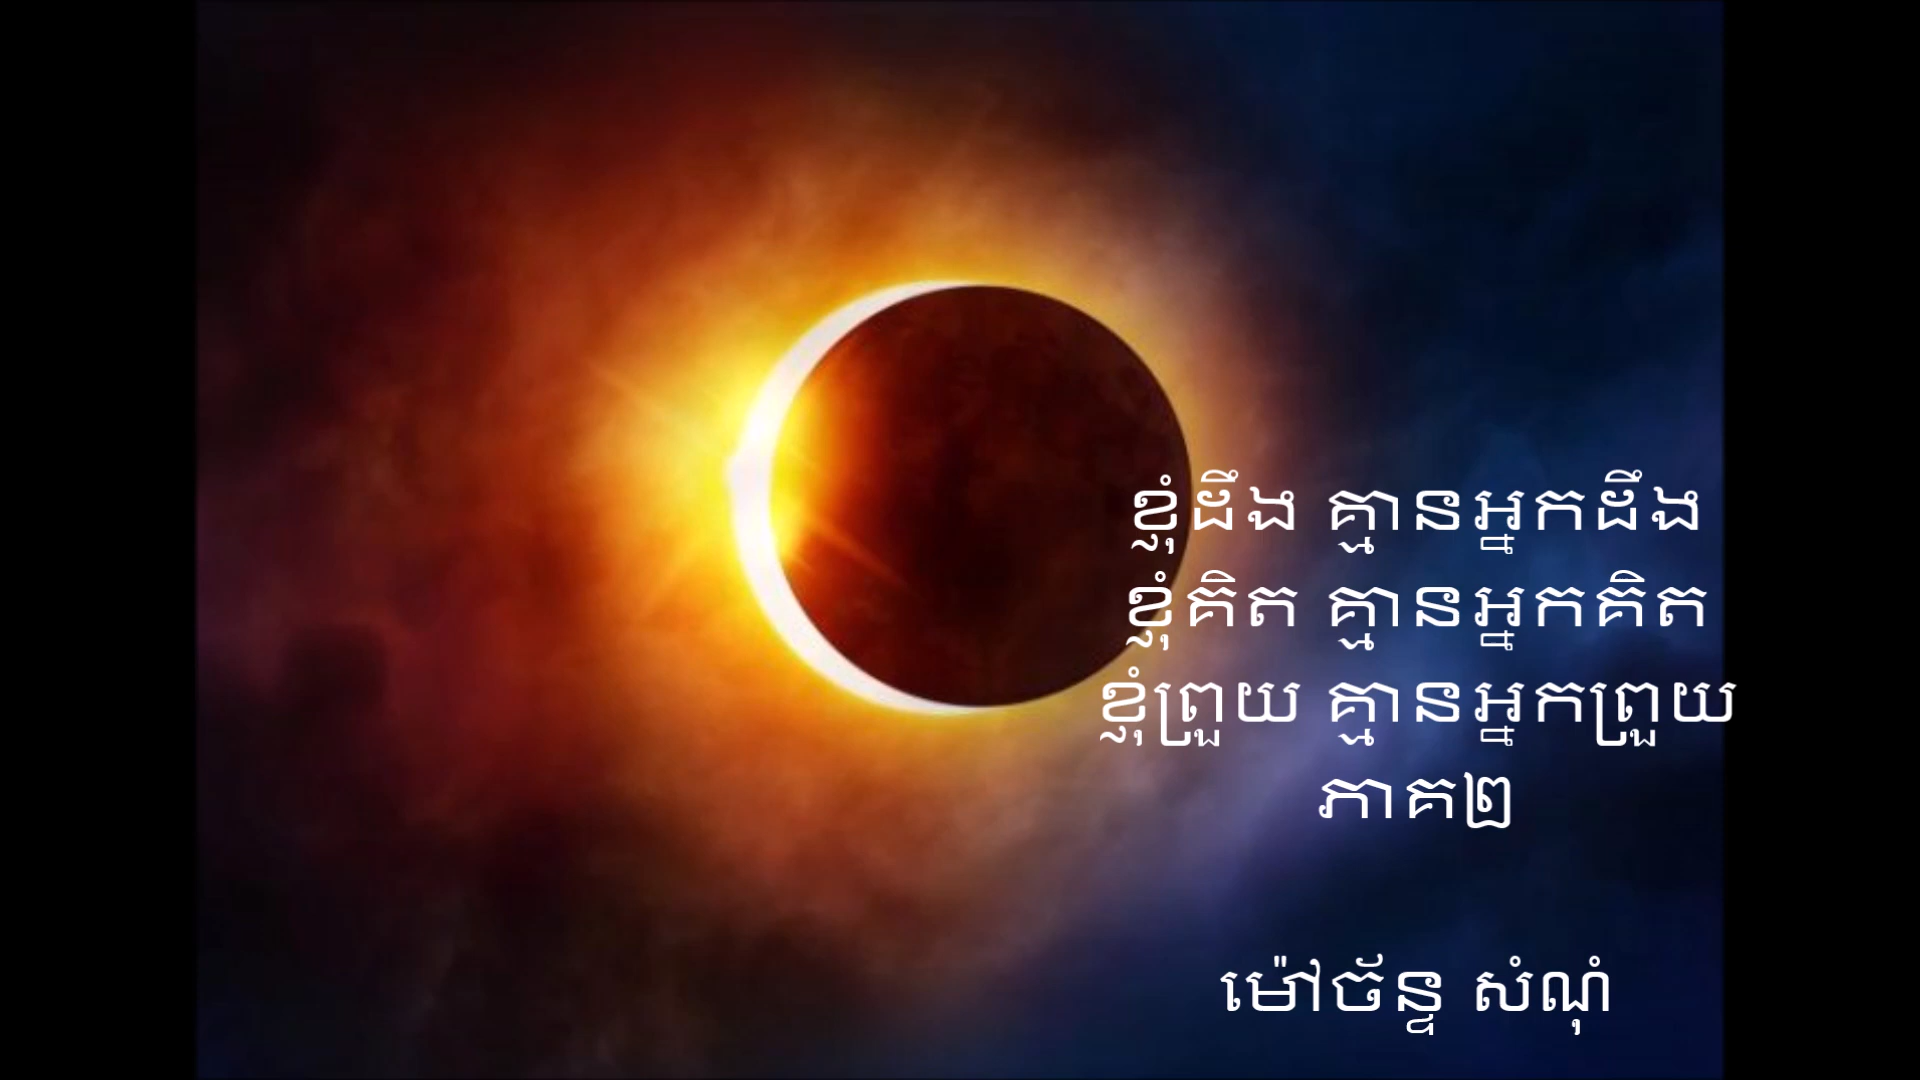 ខ្ញុំដឹង គ្មានអ្នកដឹង
ខ្ញុំគិត គ្មានអ្នកគិត
ខ្ញុំព្រួយ គ្មានអ្នកព្រួយ
ភាគ២
ម៉ៅច័ន្ទ សំណុំ